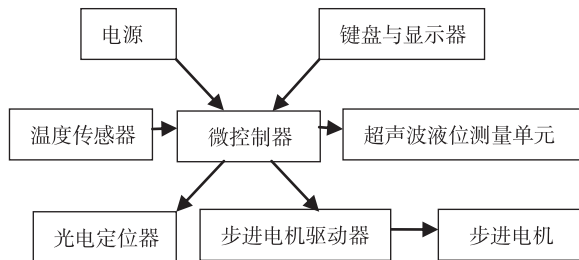 电源
键盘与显示器
温度传感器
微控制器
超声波液位测量单元
光电定位器
步进电机驱动器
步进电机